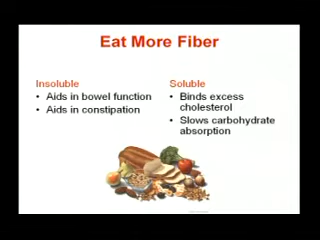 Eat More Fiber
Insoluble
• Aids in bowel function
• Aids in constipation
Soluble
• Binds excess
cholesterol
• Slows carbohydrate
absorption